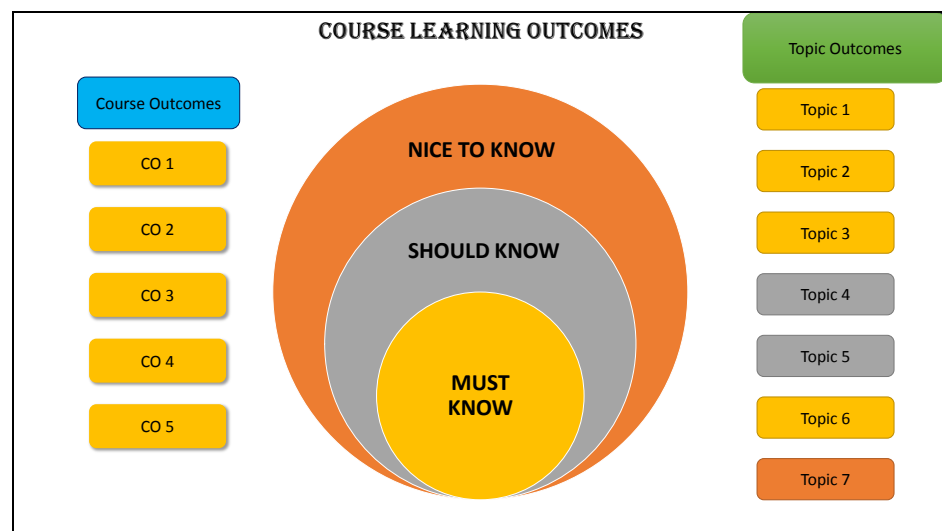 COURSE LEARNING OUTCOMES
Course Outcomes
CO 1
CO 2
CO 3
CO 4
CO 5
NICE TO KNOW
SHOULD KNOW
MUST
KNOW
Topic Outcomes
Topic 1
Topic 2
Topic 3
Topic 4
Topic 5
Topic 6
Topic 7